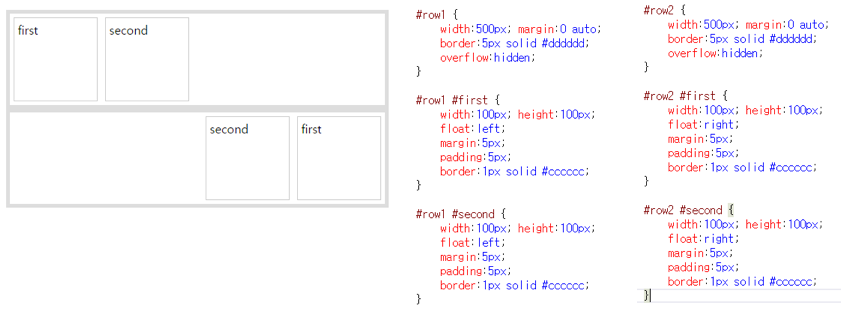 first
second
second
first
#row1 {
width:500px; margin:0 auto;
border:5px solid #dddddd;
overflow:hidden;
}
#row1 #first {
width:100px; height:100px;
float:left;
margin:5px;
padding:5px;
border:1px solid #cccccc;
}
#row1 #second {
width:100px; height:100px;
float:left;
margin:5px;
padding:5px;
border:1px solid #cccccc;
}
#row2 {
width:500px; margin:0 auto;
border:5px solid #dddddd;
overflow:hidden;
}
#row2 #first {
width:100px; height:100px;
float:right;
margin:5px;
padding:5px;
border:1px solid #cccccc;
}
#row2 #second {
width:100px; height:100px;
float:right;
margin:5px;
padding:5px;
border:1px solid #cccccc;
}